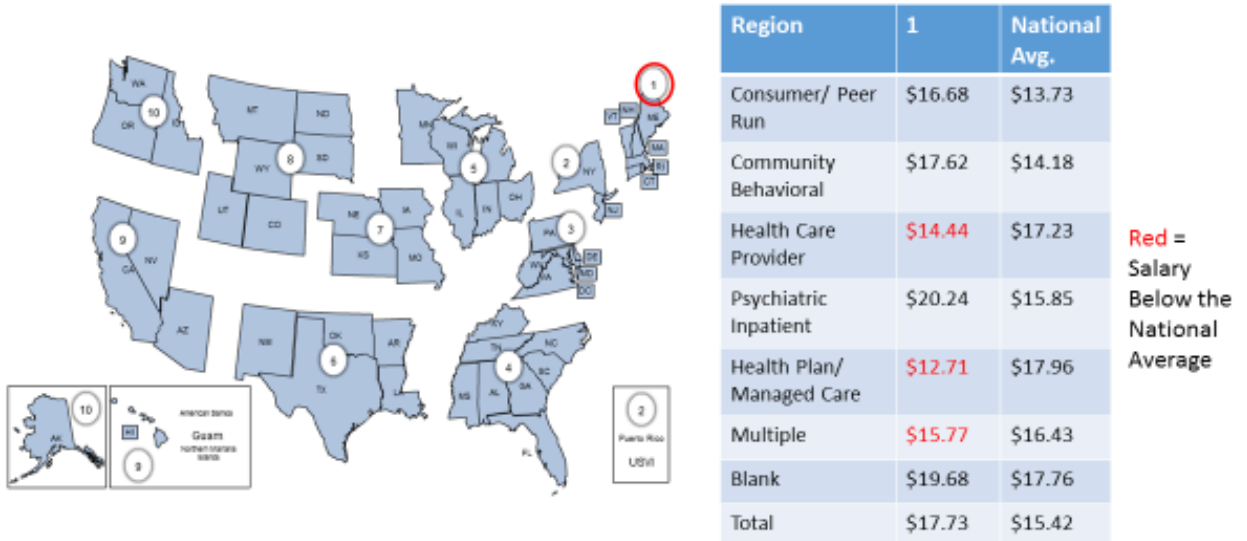 WA
OR
ID
10
MT
ND
SD
WY
8
UT
CO
MN
WI
MI
5
IL
IN
OH
2
NY
NJ
1
ME
VT
NH
MA
RI
CT
9
CA
NV
AZ
NE
IA
7
KS
MO
3
PA
WV
VA
DE
MD
DC
NM
OK
AR
6
TX
LA
KY
TN
NC
4
SC
MS
AL
GA
FL
10
AK
American Samoa
HI
Guam
Northern Mariana
Islands
9
2
Puerto Rico
USVI
Region 1 National
Avg.
Consumer/ Peer $16.68 $13.73
Run
Community $17.62 $14.18
Behavioral
Health Care $14.44 $17.23
Provider
Psychiatric $20.24 $15.85
Inpatient
Health Plan/ $12.71 $17.96
Managed Care
Multiple $15.77 $16.43
Blank $19.68 $17.76
Total $17.73 $15.42
Red =
Salary
Below the
National
Average